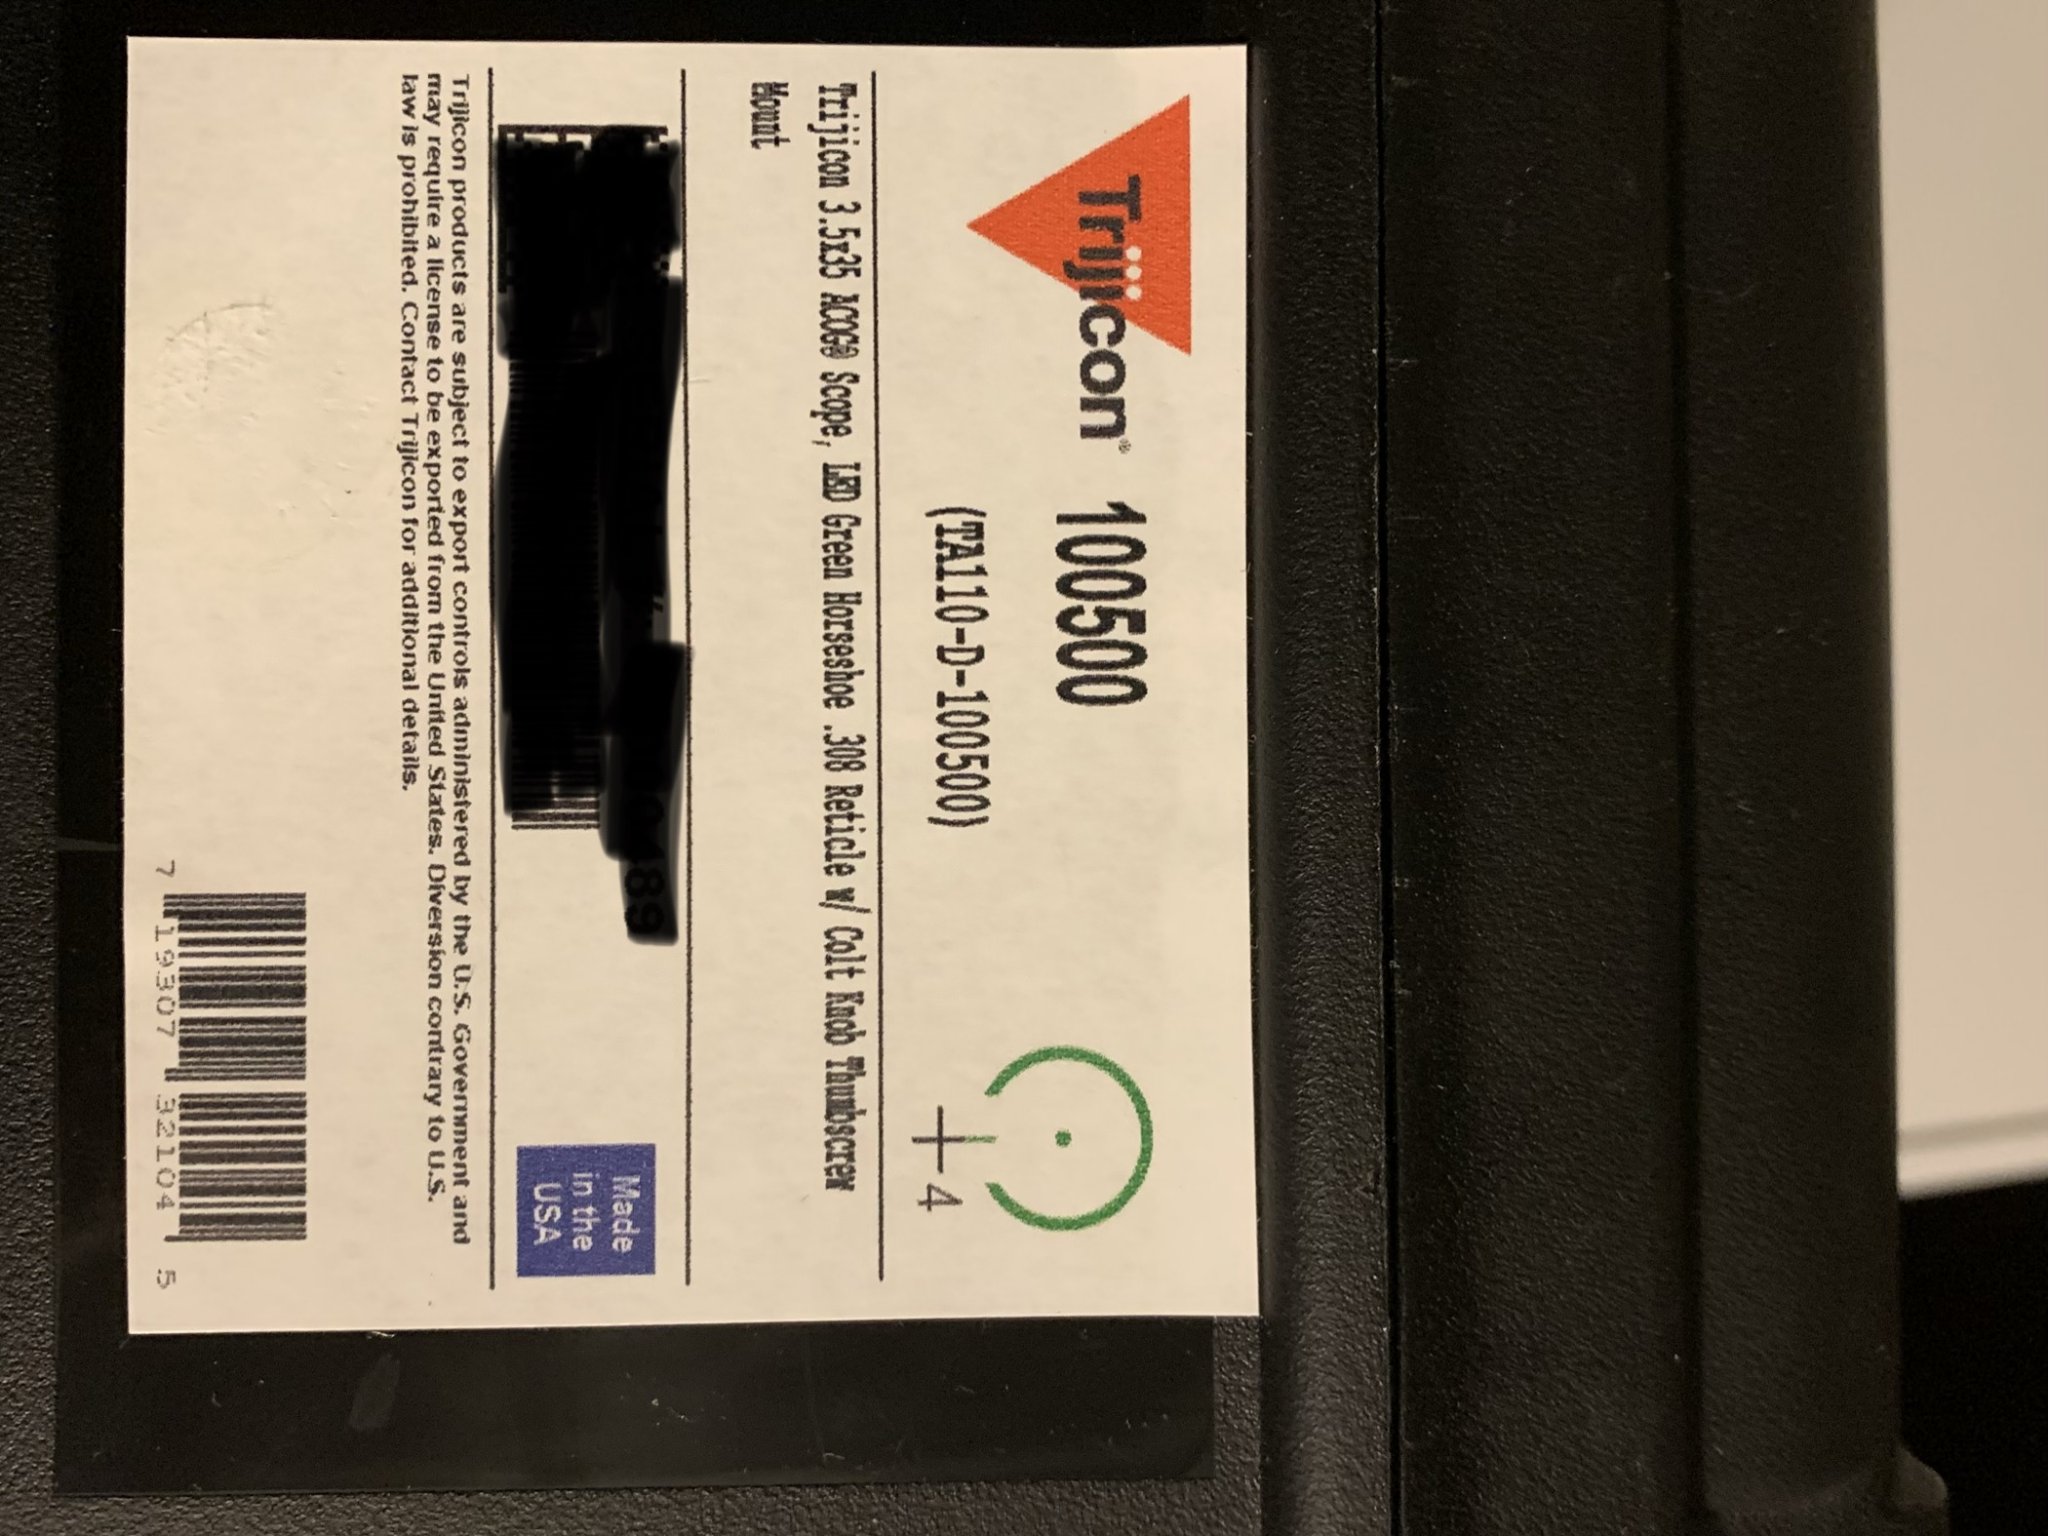 Trijicon® 100500
(TA110-D-100500)
4
Trijicon 3.5x35 ACOG® Scope, LED Green Horseshoe .308 Reticle w/ Colt Knob Thumbscrew
Mount
89
Made
in the
USA
Trijicon products are subject to export controls administered by the U.S. Government and
may require a license to be exported from the United States. Diversion contrary to U.S.
law is prohibited. Contact Trijicon for additional details.
7 19307 32104 5